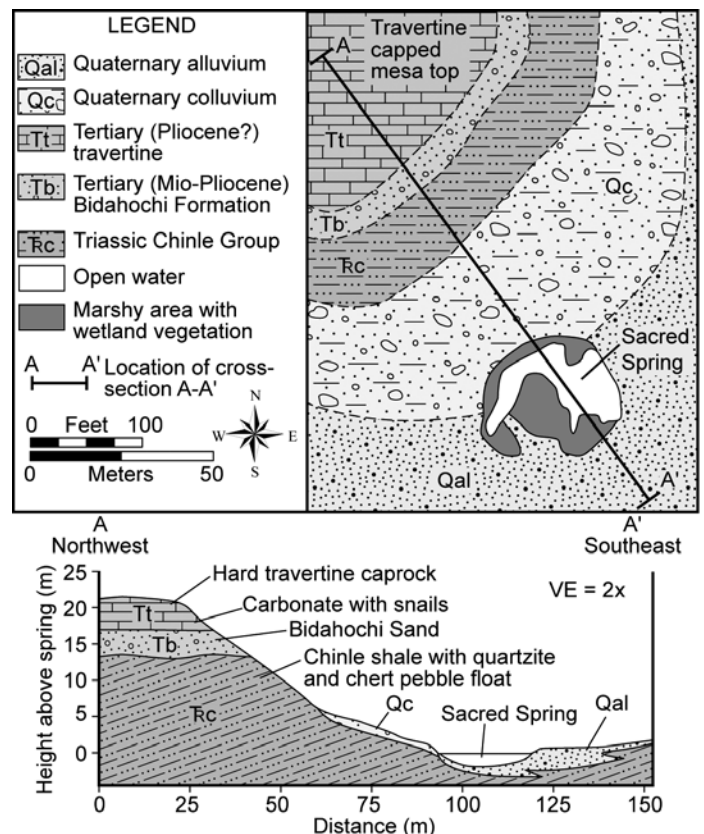 LEGEND
Qal Quaternary alluvium
Qc Quaternary colluvium
Tt Tertiary (Pliocene?)
travertine
Tb Tertiary (Mio-Pliocene)
Bidahochi Formation
Ꞧc Triassic Chinle Group
Open water
Marshy area with
wetland vegetation
A A' Location of cross-
section A-A'
0 Feet 100
0 Meters 50
N
W E
S
A
Travertine
capped
mesa top
Tt
Qc
Tb
Ꞧc
Sacred
Spring
Qal
A'
A
Northwest
A'
Southeast
Height above spring (m)
25
20
15
10
5
0
VE = 2x
Hard travertine caprock
Tt
Carbonate with snails
Tb
Bidahochi Sand
Chinle shale with quartzite
and chert pebble float
Ꞧc
Qc
Sacred Spring
Qal
0 25 50 75 100 125 150
Distance (m)